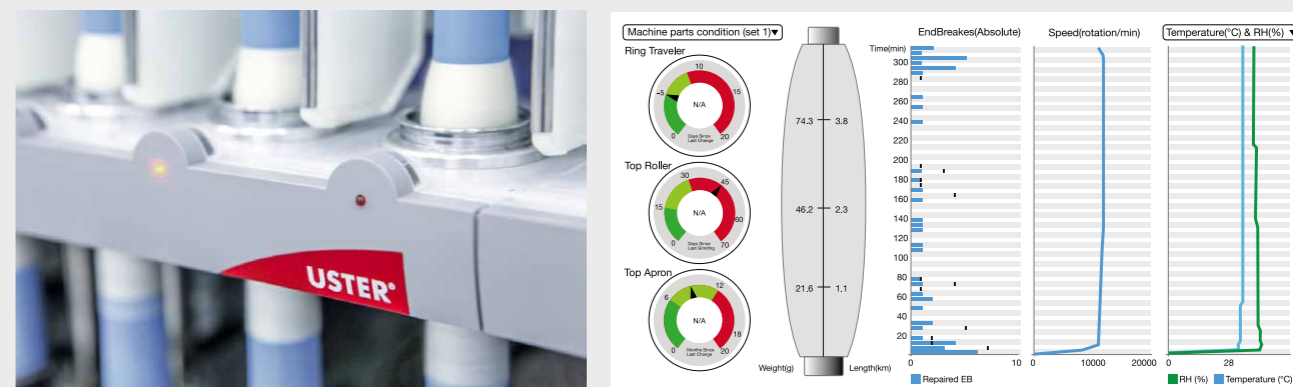 USTER®
Machine parts condition (set 1)▼
Ring Traveler
5
10
15
0
20
N/A
Days Since
Last Change
Top Roller
15
30
45
60
0
70
N/A
Days Since
Last Grinding
Top Apron
6
12
18
0
20
N/A
Months Since
Last Change
74.3 3.8
46.2 2.3
21.6 1.1
Weight(g) Length(km)
EndBreakes(Absolute)
Time(min)
300
280
260
240
220
200
180
160
140
120
100
80
60
40
20
0 10
Repaired EB
Speed(rotation/min)
0 10000 20000
Temperature(°C) & RH(%) ▼
0 28
RH (%) Temperature (°C)